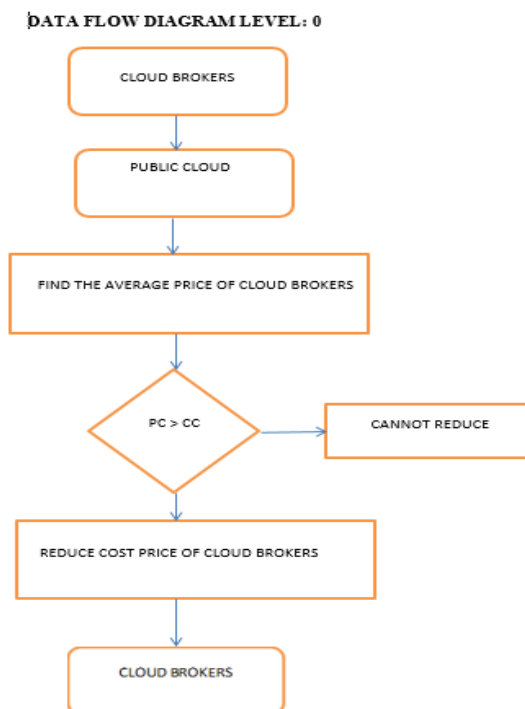 DATA FLOW DIAGRAM LEVEL: 0
CLOUD BROKERS
PUBLIC CLOUD
FIND THE AVERAGE PRICE OF CLOUD BROKERS
PC > CC
CANNOT REDUCE
REDUCE COST PRICE OF CLOUD BROKERS
CLOUD BROKERS